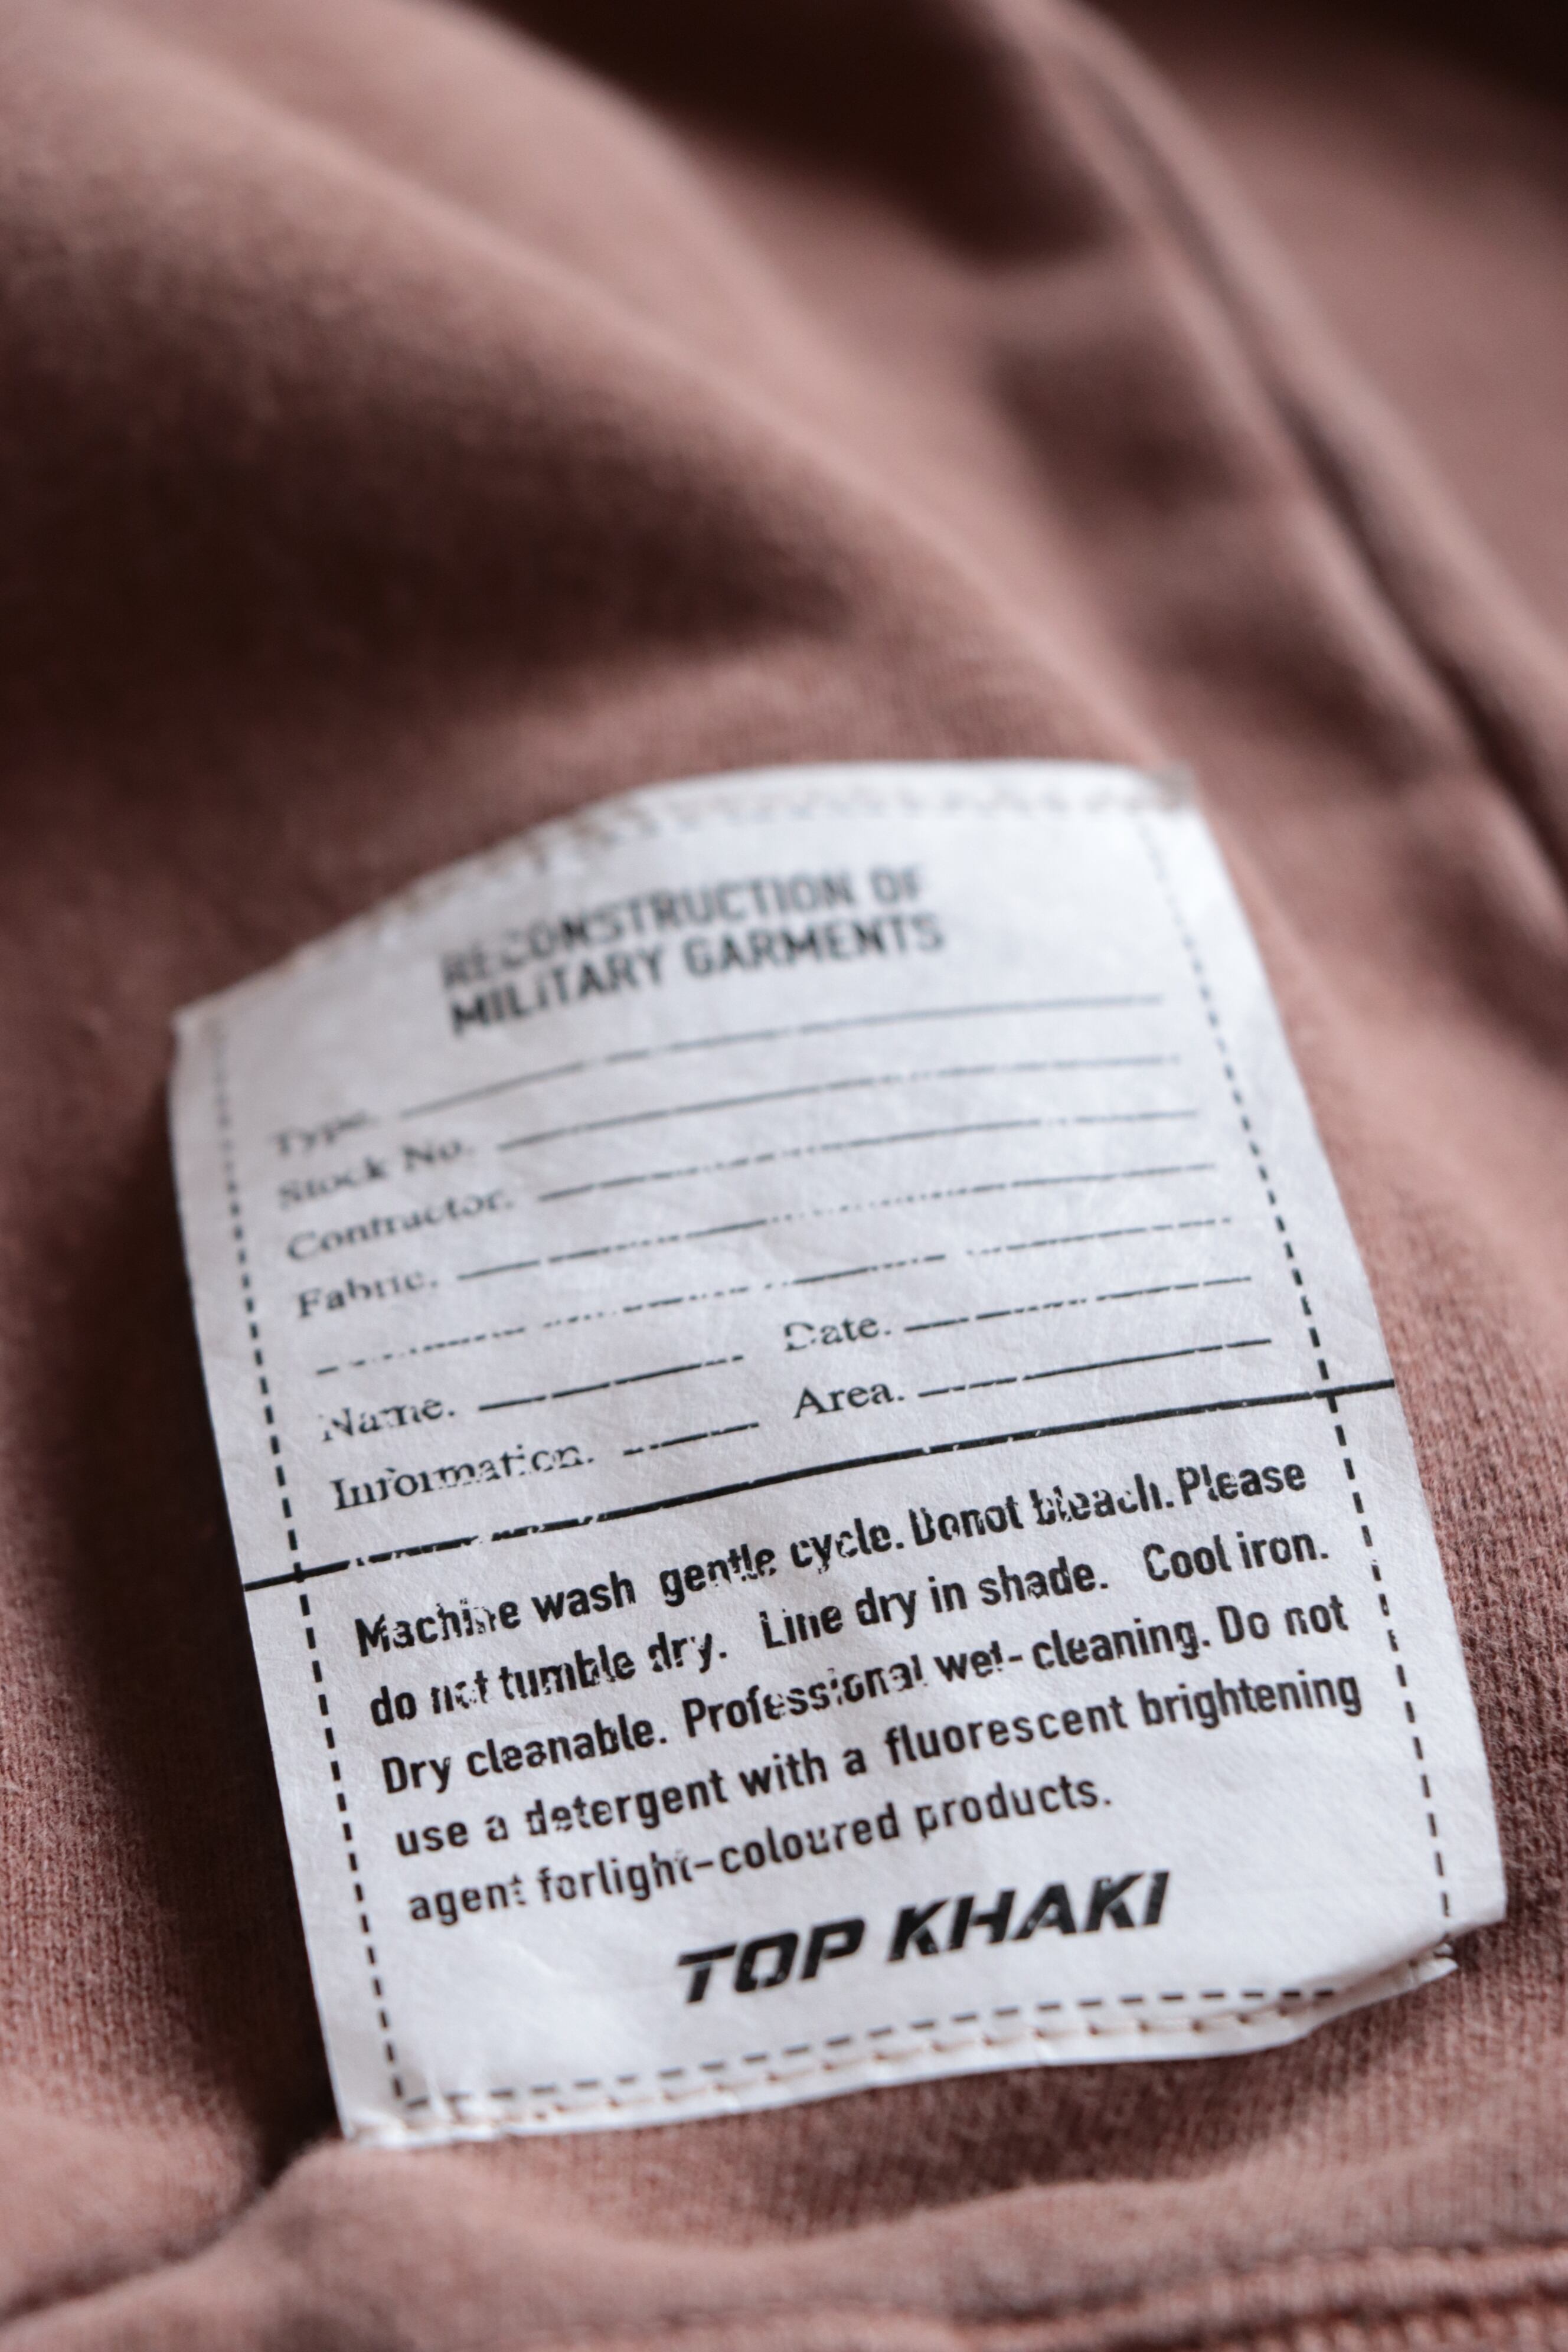 RECONSTRUCTION OF
MILITARY GARMENTS
Type.
Stock No.
Contractor.
Fabric.
Name. Date.
Information. Area.
Machine wash gentle cycle. Donot bleach. Please
do not tumble dry. Line dry in shade. Cool iron.
Dry cleanable. Professional wet-cleaning. Do not
use a detergent with a fluorescent brightening
agent forlight-coloured products.
TOP KHAKI